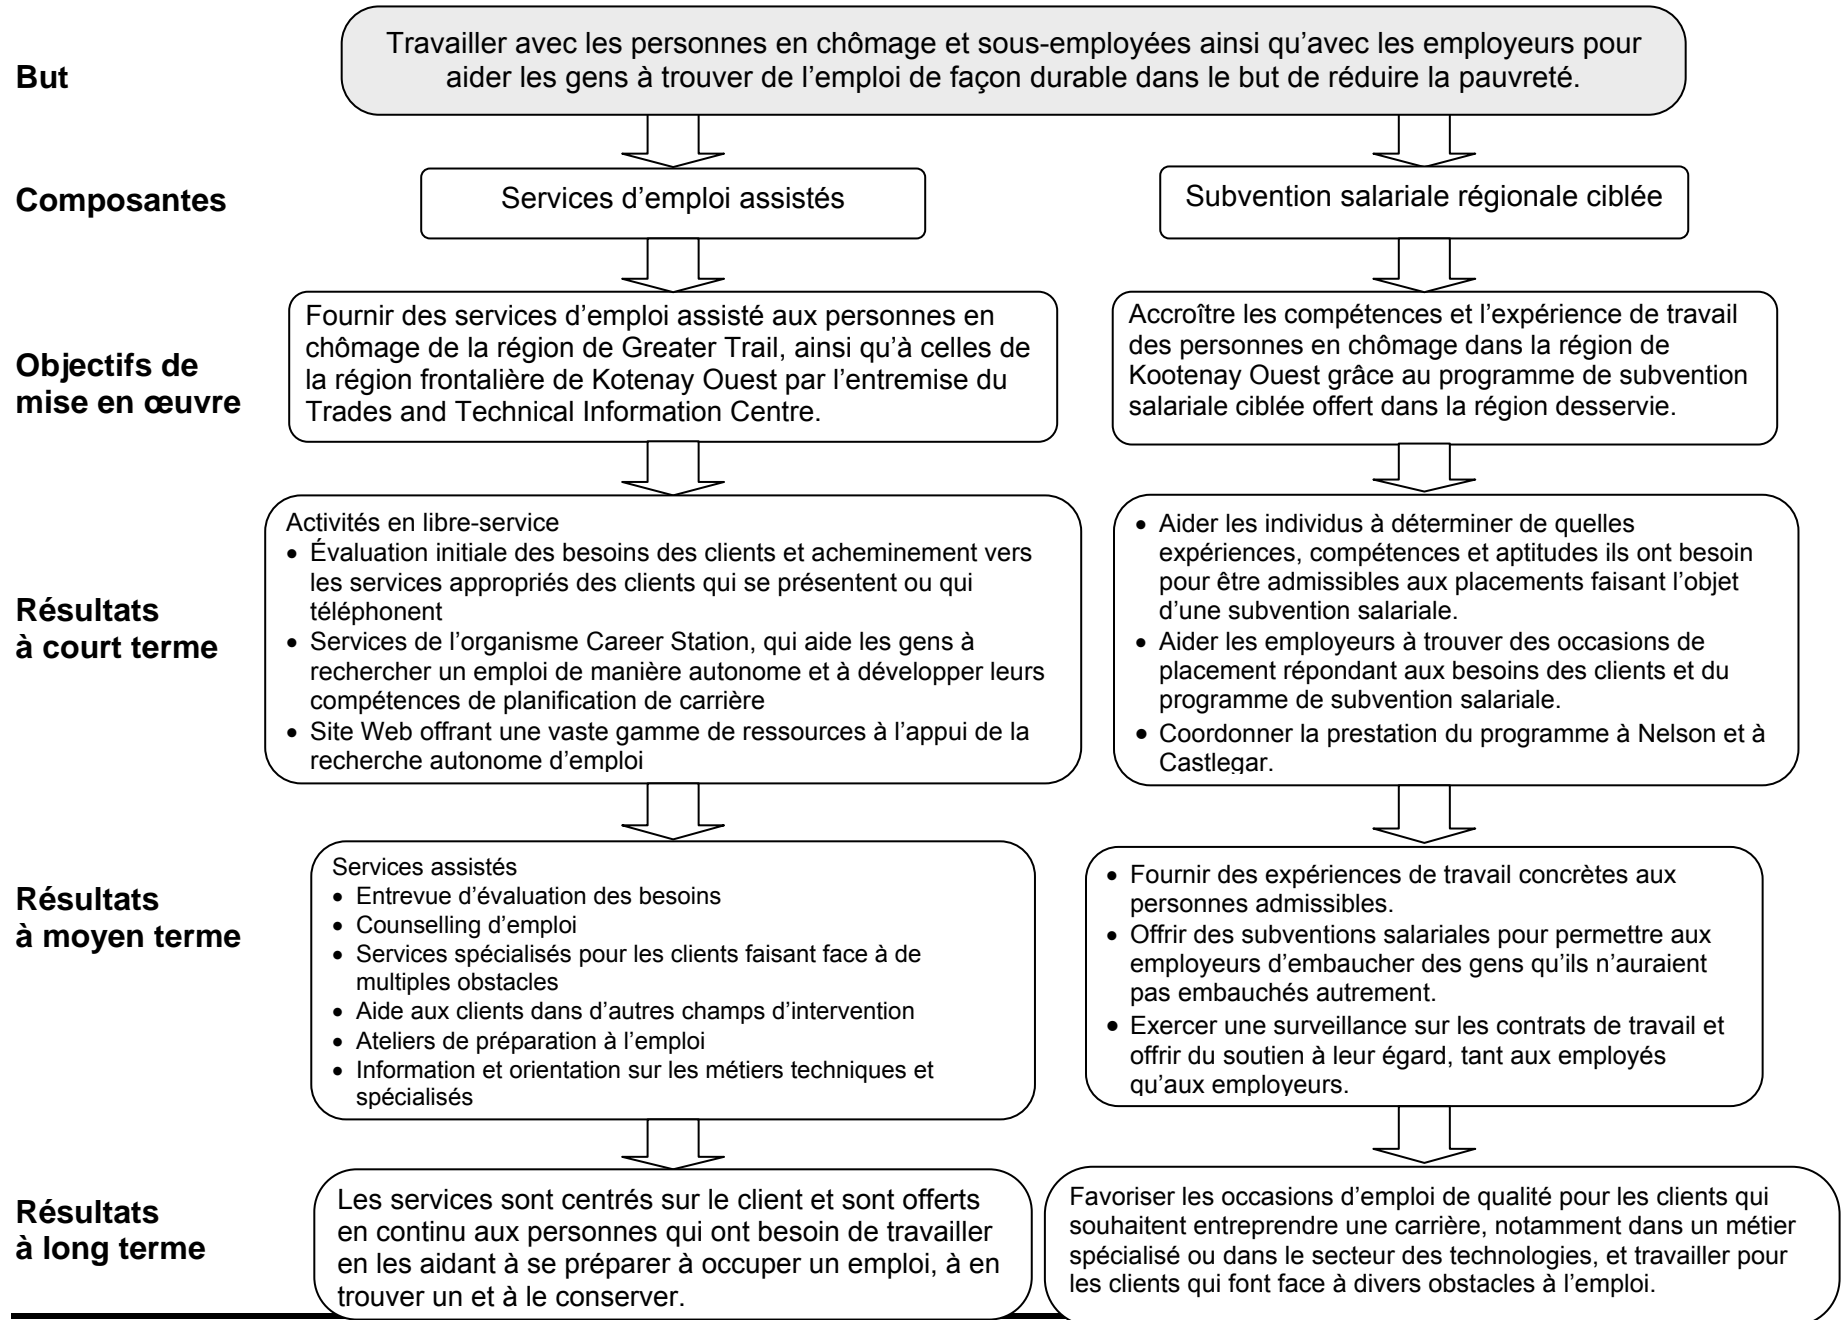 But
Travailler avec les personnes en chômage et sous-employées ainsi qu’avec les employeurs pour
aider les gens à trouver de l’emploi de façon durable dans le but de réduire la pauvreté.
Composantes
Services d’emploi assistés
Subvention salariale régionale ciblée
Objectifs de
mise en œuvre
Fournir des services d’emploi assisté aux personnes en
chômage de la région de Greater Trail, ainsi qu’à celles de
la région frontalière de Kotenay Ouest par l’entremise du
Trades and Technical Information Centre.
Accroître les compétences et l’expérience de travail
des personnes en chômage dans la région de
Kootenay Ouest grâce au programme de subvention
salariale ciblée offert dans la région desservie.
Résultats
à court terme
Activités en libre-service
• Évaluation initiale des besoins des clients et acheminement vers
les services appropriés des clients qui se présentent ou qui
téléphonent
• Services de l’organisme Career Station, qui aide les gens à
rechercher un emploi de manière autonome et à développer leurs
compétences de planification de carrière
• Site Web offrant une vaste gamme de ressources à l’appui de la
recherche autonome d’emploi
• Aider les individus à déterminer de quelles
expériences, compétences et aptitudes ils ont besoin
pour être admissibles aux placements faisant l’objet
d’une subvention salariale.
• Aider les employeurs à trouver des occasions de
placement répondant aux besoins des clients et du
programme de subvention salariale.
• Coordonner la prestation du programme à Nelson et à
Castlegar.
Résultats
à moyen terme
Services assistés
• Entrevue d’évaluation des besoins
• Counselling d’emploi
• Services spécialisés pour les clients faisant face à de
multiples obstacles
• Aide aux clients dans d’autres champs d’intervention
• Ateliers de préparation à l’emploi
• Information et orientation sur les métiers techniques et
spécialisés
• Fournir des expériences de travail concrètes aux
personnes admissibles.
• Offrir des subventions salariales pour permettre aux
employeurs d’embaucher des gens qu’ils n’auraient
pas embauchés autrement.
• Exercer une surveillance sur les contrats de travail et
offrir du soutien à leur égard, tant aux employés
qu’aux employeurs.
Résultats
à long terme
Les services sont centrés sur le client et sont offerts
en continu aux personnes qui ont besoin de travailler
en les aidant à se préparer à occuper un emploi, à en
trouver un et à le conserver.
Favoriser les occasions d’emploi de qualité pour les clients qui
souhaitent entreprendre une carrière, notamment dans un métier
spécialisé ou dans le secteur des technologies, et travailler pour
les clients qui font face à divers obstacles à l’emploi.